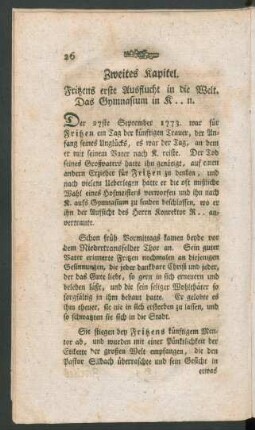 26
Zweites Kapitel.
Fritzens erste Ausflucht in die Welt.
Das Gymnasium in K . . n.
Der 27ste September 1773. war für
Fritzen ein Tag der künftigen Trauer, der An-
fang seines Unglücks, es war der Tag, an dem
er mit seinem Vater nach K. reiste. Der Tod
seines Großvaters hatte ihn genöthigt, auf einen
andern Erzieher für Fritzen zu denken, und
nach vielem Ueberlegen hatte er die oft mißliche
Wahl eines Hofmeisters verworfen und ihn nach
K. aufs Gymnasium zu senden beschlossen, wo er
ihn der Aufsicht des Herrn Konrektor R . . an-
vertraute.
Schon früh Vormittags kamen beyde vor
dem Thor an. Sein guter
Vater erinnerte Fritzen nochmalen an diejenigen
Gesinnungen, die jeder dankbare Christ und jeder,
der das Gute liebt, so gern in sich erneuern und
beleben läßt, und die sein seliger Wohlthäter so
sorgfältig in ihm bebaut hatte. Er gelobte es
ihm theuer, sie nie in sich ersterben zu lassen, und
so schwatzten sie sich in die Stadt.
Sie stiegen bey Fritzens künftigem Men-
tor ab, und wurden mit einer Pünktlichkeit der
Etikette der großen Welt empfangen, die den
Pastor Silbach überraschte und sein Gesicht in
etwas